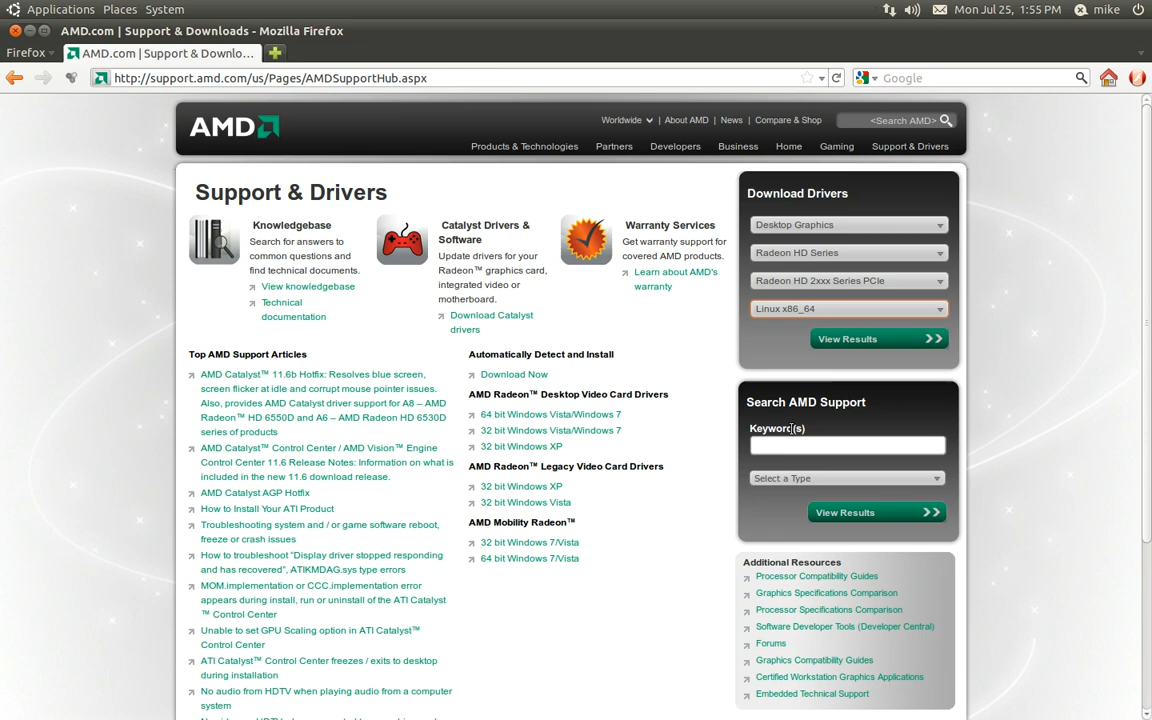 Applications Places System
Mon Jul 25, 1:55 PM mike
AMD.com | Support & Downloads - Mozilla Firefox
Firefox
AMD.com | Support & Downlo...
http://support.amd.com/us/Pages/AMDSupportHub.aspx
Google
AMD
Worldwide | About AMD | News | Compare & Shop
<Search AMD>
Products & Technologies Partners Developers Business Home Gaming Support & Drivers
Support & Drivers
Knowledgebase
Search for answers to
common questions and
find technical documents.
View knowledgebase
Technical
documentation
Catalyst Drivers &
Software
Update drivers for your
Radeon™ graphics card,
integrated video or
motherboard.
Download Catalyst
drivers
Warranty Services
Get warranty support for
covered AMD products.
Learn about AMD's
warranty
Top AMD Support Articles
AMD Catalyst™ 11.6b Hotfix: Resolves blue screen,
screen flicker at idle and corrupt mouse pointer issues.
Also, provides AMD Catalyst driver support for A8 – AMD
Radeon™ HD 6550D and A6 – AMD Radeon™ HD 6530D
series of products
AMD Catalyst™ Control Center / AMD Vision™ Engine
Control Center 11.6 Release Notes: Information on what is
included in the new 11.6 download release.
AMD Catalyst AGP Hotfix
How to Install Your ATI Product
Troubleshooting system and / or game software reboot,
freeze or crash issues
How to troubleshoot "Display driver stopped responding
and has recovered", ATIKMDAG.sys type errors
MOM.implementation or CCC.implementation error
appears during install, run or uninstall of the ATI Catalyst
™ Control Center
Unable to set GPU Scaling option in ATI Catalyst™
Control Center
ATI Catalyst™ Control Center freezes / exits to desktop
during installation
No audio from HDTV when playing audio from a computer
system
Automatically Detect and Install
Download Now
AMD Radeon™ Desktop Video Card Drivers
64 bit Windows Vista/Windows 7
32 bit Windows Vista/Windows 7
32 bit Windows XP
AMD Radeon™ Legacy Video Card Drivers
32 bit Windows XP
32 bit Windows Vista
AMD Mobility Radeon™
32 bit Windows 7/Vista
64 bit Windows 7/Vista
Download Drivers
Desktop Graphics
Radeon HD Series
Radeon HD 2xxx Series PCIe
Linux x86_64
View Results
Search AMD Support
Keyword(s)
Select a Type
View Results
Additional Resources
Processor Compatibility Guides
Graphics Specifications Comparison
Processor Specifications Comparison
Software Developer Tools (Developer Central)
Forums
Graphics Compatibility Guides
Certified Workstation Graphics Applications
Embedded Technical Support